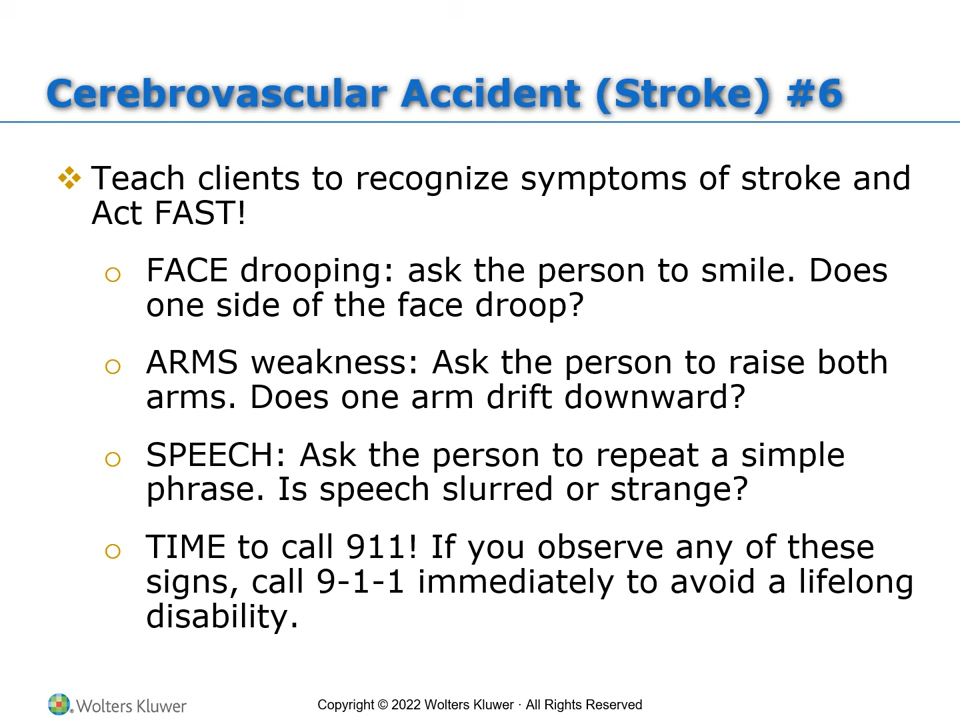 Cerebrovascular Accident (Stroke) #6
❖ Teach clients to recognize symptoms of stroke and
Act FAST!
o FACE drooping: ask the person to smile. Does
one side of the face droop?
o ARMS weakness: Ask the person to raise both
arms. Does one arm drift downward?
o SPEECH: Ask the person to repeat a simple
phrase. Is speech slurred or strange?
o TIME to call 911! If you observe any of these
signs, call 9-1-1 immediately to avoid a lifelong
disability.
Wolters Kluwer
Copyright © 2022 Wolters Kluwer · All Rights Reserved